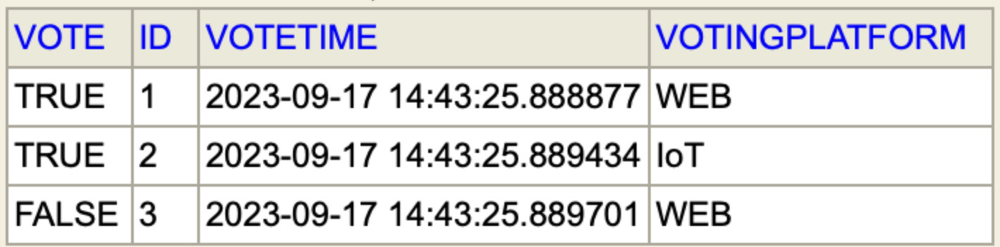 VOTE ID VOTETIME VOTINGPLATFORM
TRUE 1 2023-09-17 14:43:25.888877 WEB
TRUE 2 2023-09-17 14:43:25.889434 IoT
FALSE 3 2023-09-17 14:43:25.889701 WEB